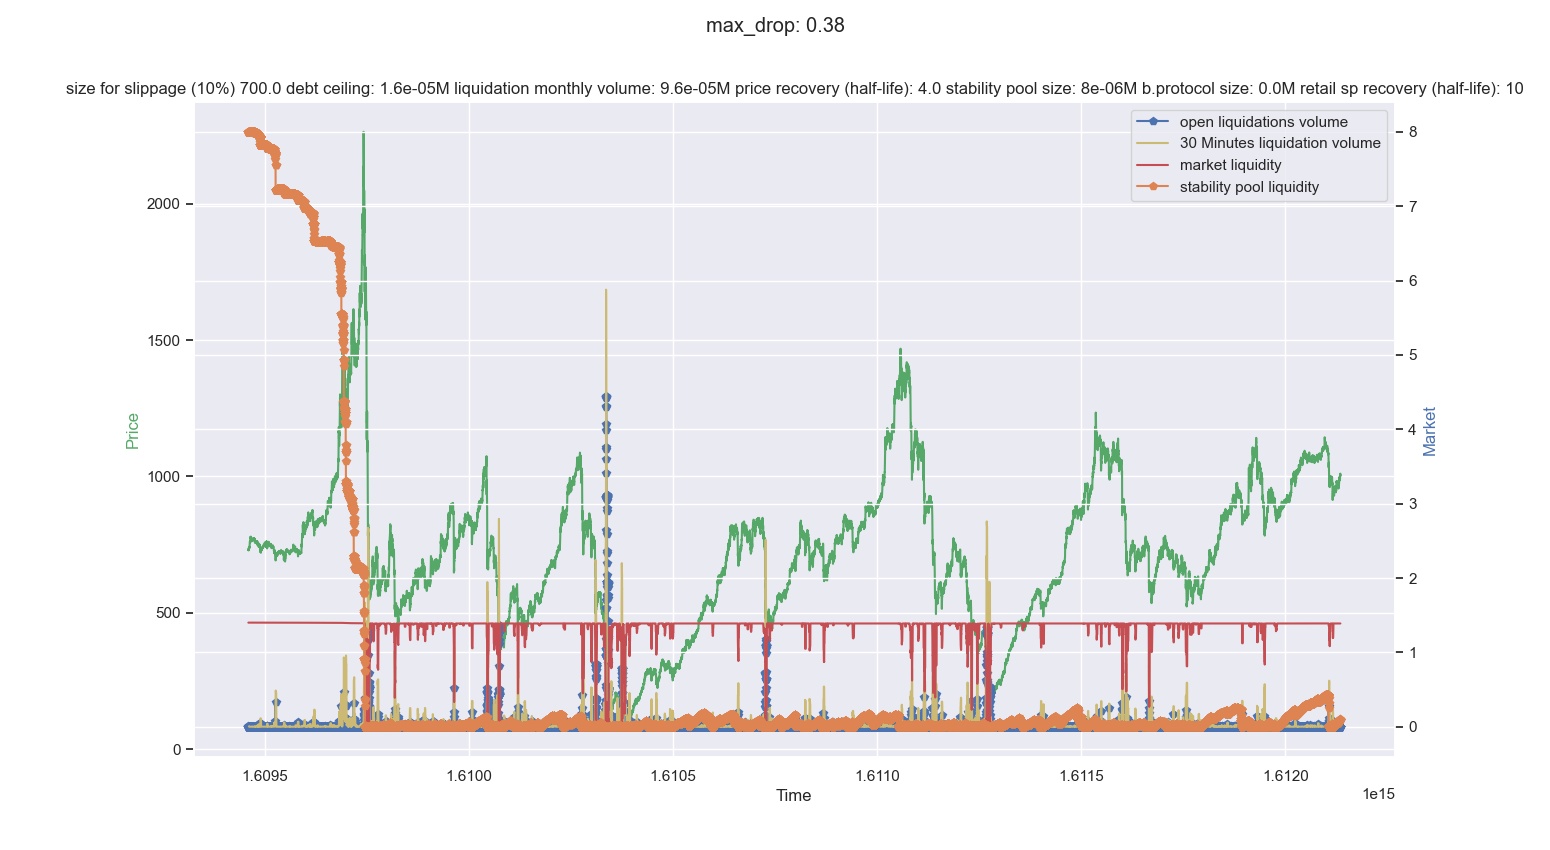 max_drop: 0.38
size for slippage (10%) 700.0 debt ceiling: 1.6e-05M liquidation monthly volume: 9.6e-05M price recovery (half-life): 4.0 stability pool size: 8e-06M b.protocol size: 0.0M retail sp recovery (half-life): 10
open liquidations volume
30 Minutes liquidation volume
market liquidity
stability pool liquidity
Price
2000
1500
1000
500
0
Market
8
7
6
5
4
3
2
1
0
1.6095 1.6100 1.6105 1.6110 1.6115 1.6120
Time
1e15